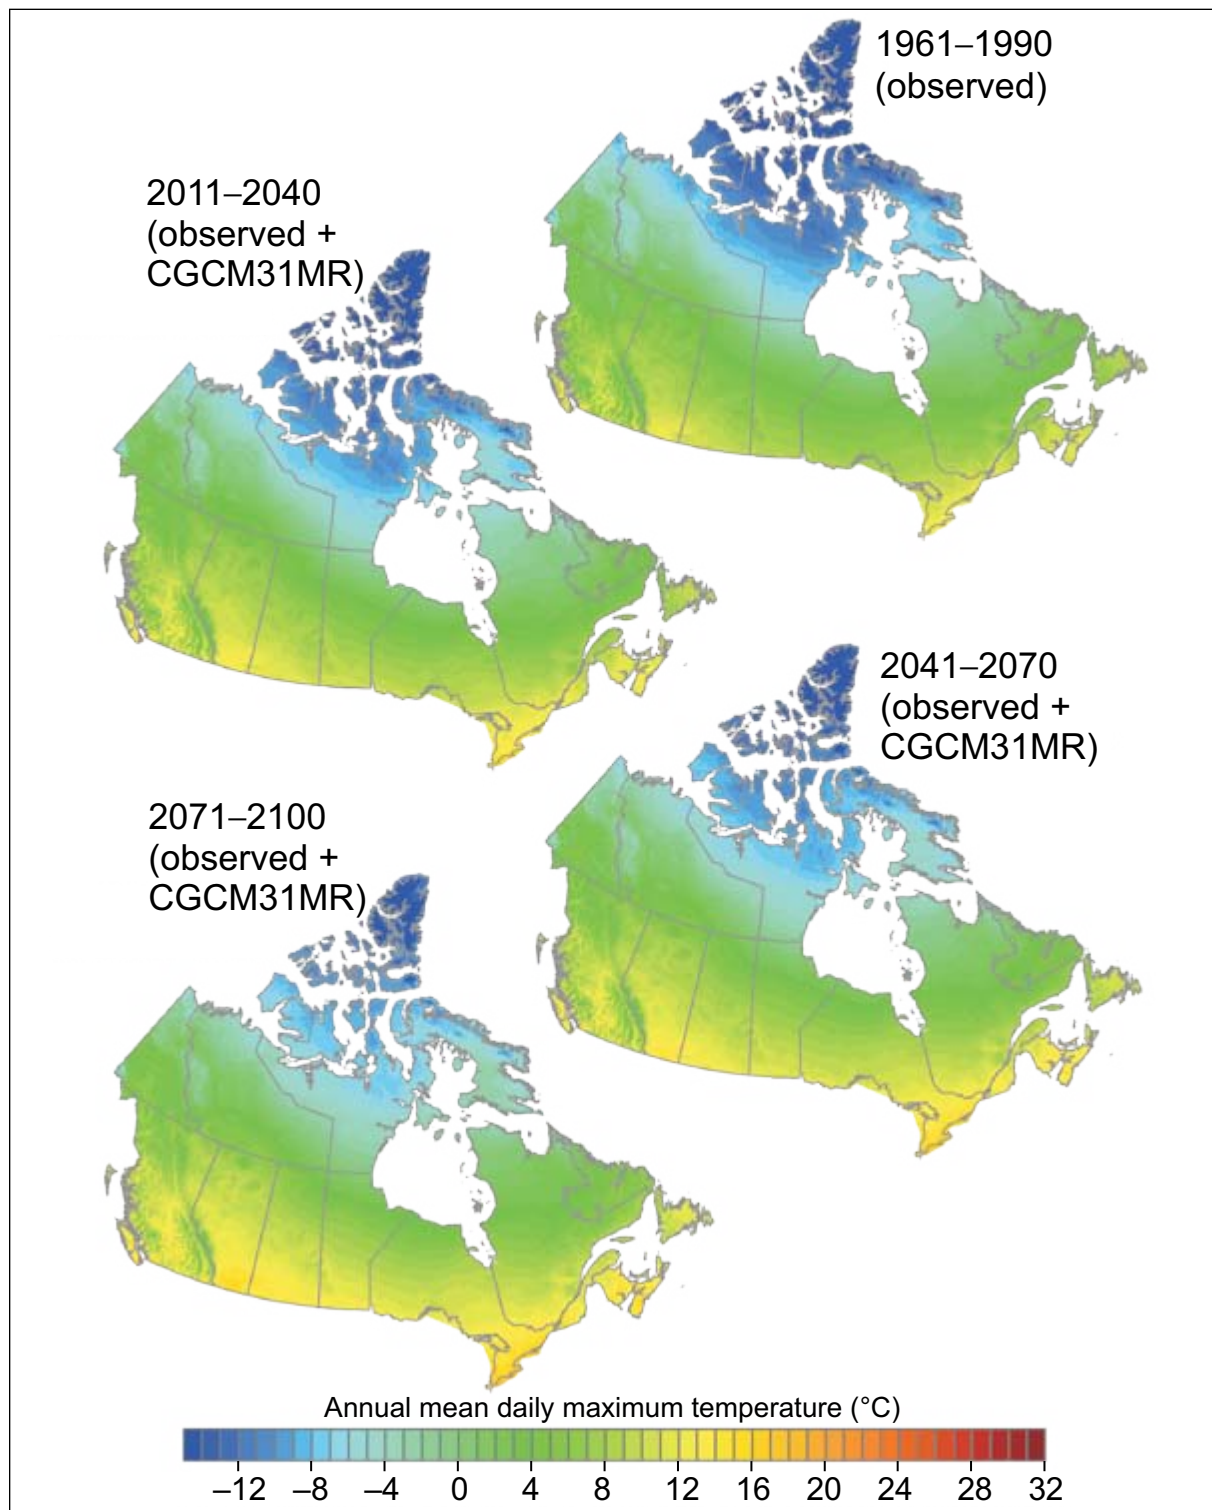 1961–1990
(observed)
2011–2040
(observed +
CGCM31MR)
2041–2070
(observed +
CGCM31MR)
2071–2100
(observed +
CGCM31MR)
Annual mean daily maximum temperature (°C)
–12 –8 –4 0 4 8 12 16 20 24 28 32